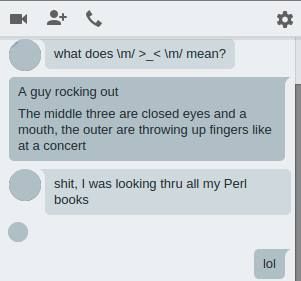 what does \m/ >_< \m/ mean?
A guy rocking out
The middle three are closed eyes and a
mouth, the outer are throwing up fingers like
at a concert
shit, I was looking thru all my Perl
books
lol